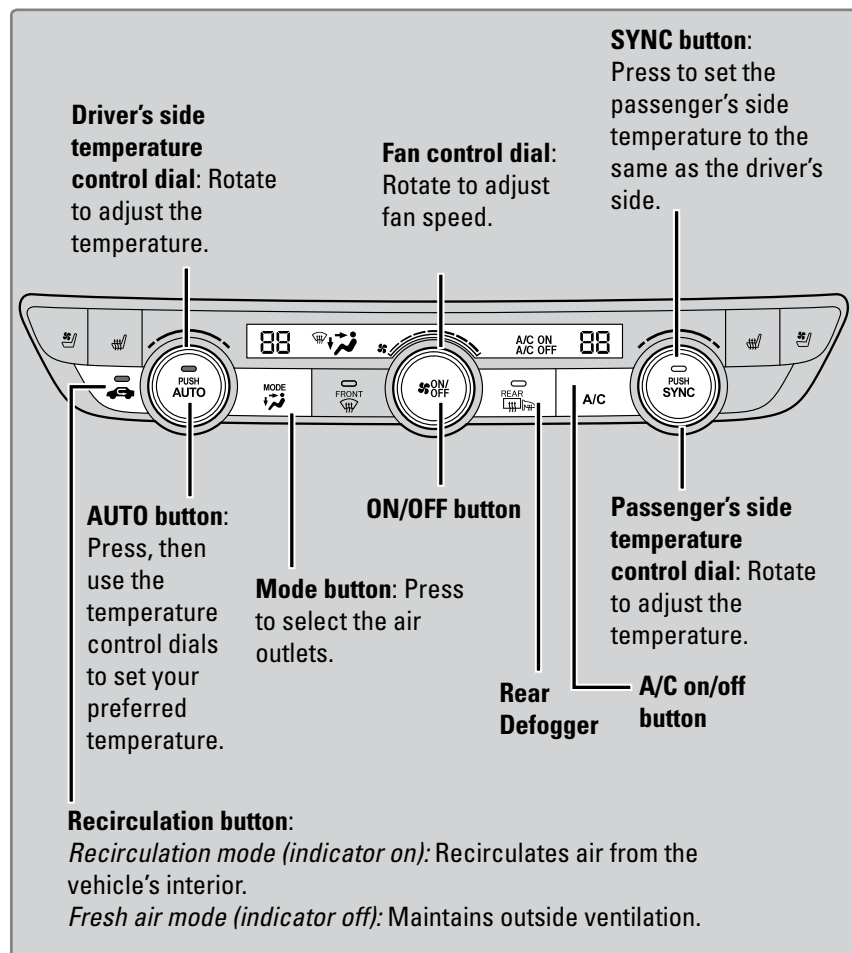 SYNC button:
Press to set the
passenger's side
temperature to the
same as the driver's
side.
Driver's side
temperature
control dial: Rotate
to adjust the
temperature.
Fan control dial:
Rotate to adjust
fan speed.
88
A/C ON
A/C OFF
88
PUSH
AUTO
MODE
FRONT
ON/
OFF
REAR
A/C
PUSH
SYNC
AUTO button:
Press, then
use the
temperature
control dials
to set your
preferred
temperature.
Mode button: Press
to select the air
outlets.
ON/OFF button
Rear
Defogger
A/C on/off
button
Passenger's side
temperature
control dial: Rotate
to adjust the
temperature.
Recirculation button:
Recirculation mode (indicator on): Recirculates air from the
vehicle's interior.
Fresh air mode (indicator off): Maintains outside ventilation.